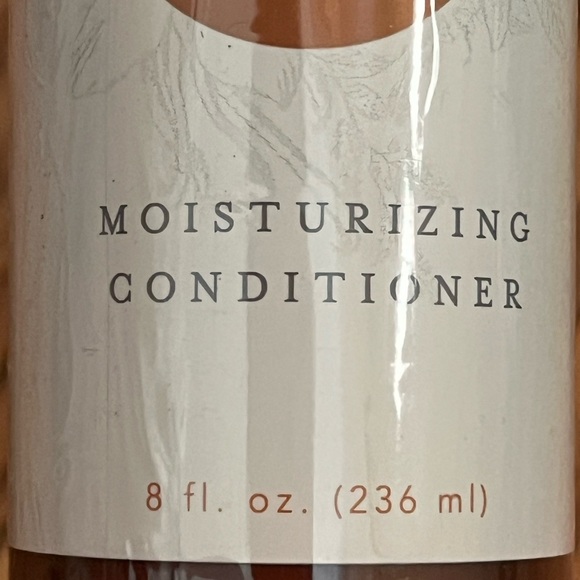 MOISTURIZING
CONDITIONER
8 fl. oz. (236 ml)